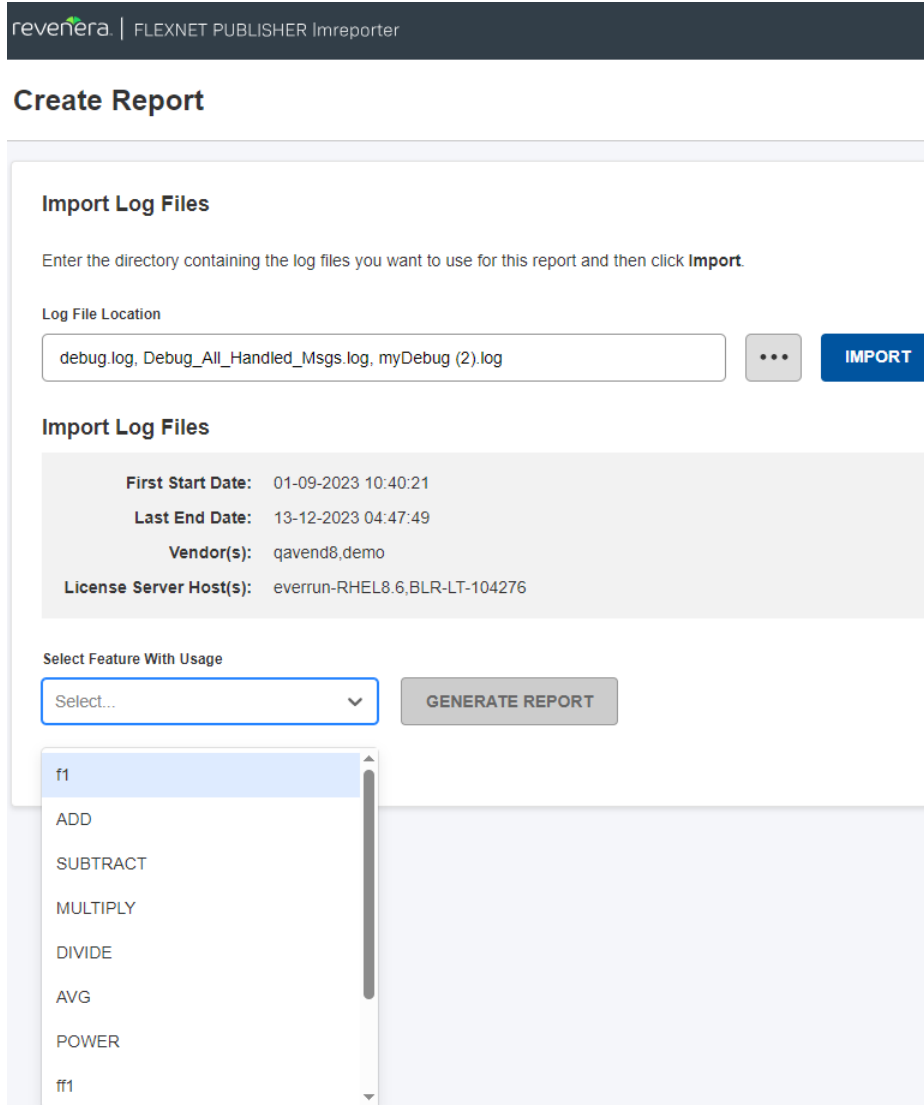 revenera. | FLEXNET PUBLISHER lmreporter
Create Report
Import Log Files
Enter the directory containing the log files you want to use for this report and then click Import.
Log File Location
debug.log, Debug_All_Handled_Msgs.log, myDebug (2).log
IMPORT
Import Log Files
First Start Date: 01-09-2023 10:40:21
Last End Date: 13-12-2023 04:47:49
Vendor(s): qavend8,demo
License Server Host(s): everrun-RHEL8.6,BLR-LT-104276
Select Feature With Usage
Select...
GENERATE REPORT
f1
ADD
SUBTRACT
MULTIPLY
DIVIDE
AVG
POWER
ff1